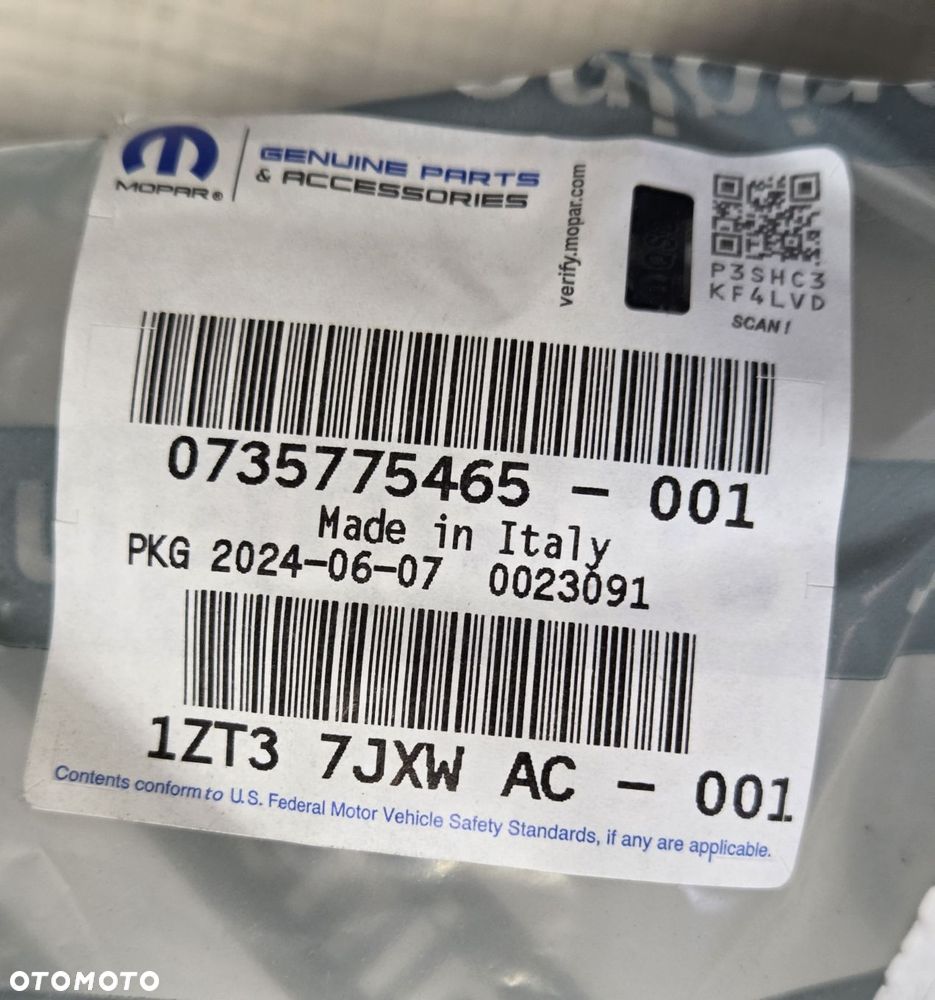 MOPAR®
GENUINE PARTS
& ACCESSORIES
verify.mopar.com
P3SHC3
KF4LVD
SCAN!
0735775465 - 001
Made in Italy
PKG 2024-06-07 0023091
1ZT3 7JXW AC - 001
Contents conform to U.S. Federal Motor Vehicle Safety Standards, if any are applicable.
OTOMOTO